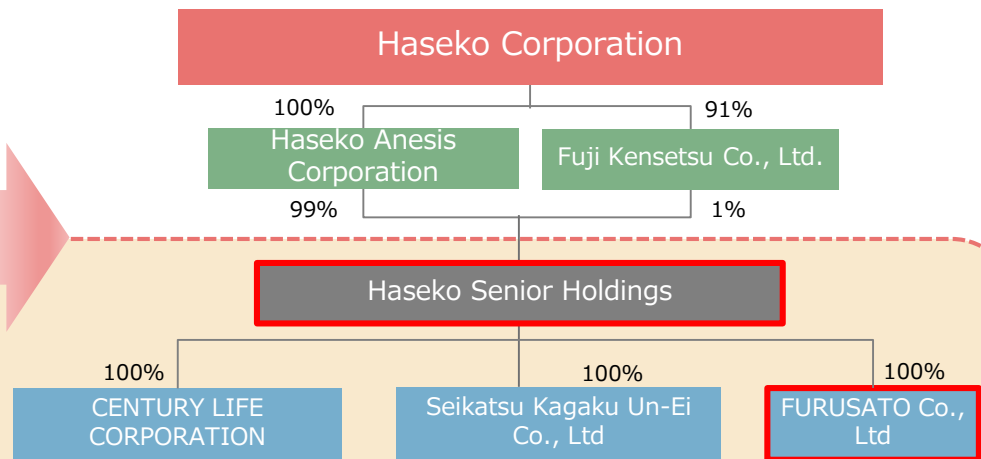 Haseko Corporation
100%
91%
Haseko Anesis
Corporation
Fuji Kensetsu Co., Ltd.
99%
1%
Haseko Senior Holdings
100%
100%
100%
CENTURY LIFE
CORPORATION
Seikatsu Kagaku Un-Ei
Co., Ltd
FURUSATO Co.,
Ltd